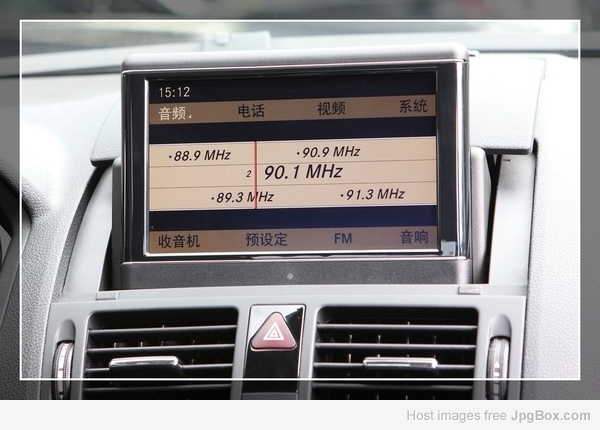 15:12
音频 电话 视频 系统
·88.9 MHz ·90.9 MHz
2 90.1 MHz
·89.3 MHz ·91.3 MHz
收音机 预设定 FM 音响
Host images free JpgBox.com